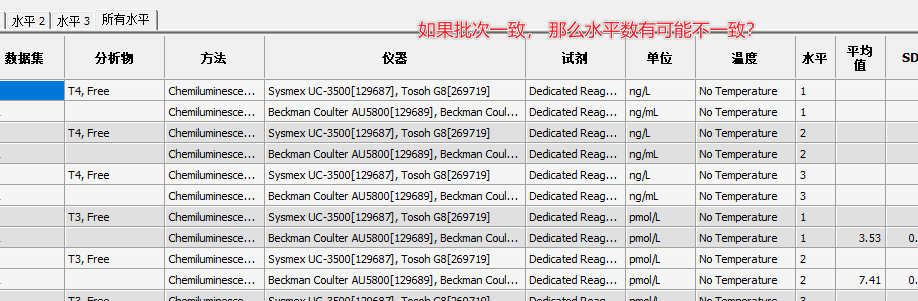 水平 2 水平 3 所有水平
如果批次一致， 那么水平数有可能不一致？
数据集 分析物 方法 仪器 试剂 单位 温度 水平 平均值 SD
T4, Free Chemiluminesce... Sysmex UC-3500[129687], Tosoh G8[269719] Dedicated Reag... ng/L No Temperature 1
Chemiluminesce... Beckman Coulter AU5800[129689], Beckman Coul... Dedicated Reag... ng/mL No Temperature 1
T4, Free Chemiluminesce... Sysmex UC-3500[129687], Tosoh G8[269719] Dedicated Reag... ng/L No Temperature 2
Chemiluminesce... Beckman Coulter AU5800[129689], Beckman Coul... Dedicated Reag... ng/mL No Temperature 2
T4, Free Chemiluminesce... Sysmex UC-3500[129687], Tosoh G8[269719] Dedicated Reag... ng/L No Temperature 3
Chemiluminesce... Beckman Coulter AU5800[129689], Beckman Coul... Dedicated Reag... ng/mL No Temperature 3
T3, Free Chemiluminesce... Sysmex UC-3500[129687], Tosoh G8[269719] Dedicated Reag... pmol/L No Temperature 1
Chemiluminesce... Beckman Coulter AU5800[129689], Beckman Coul... Dedicated Reag... pmol/L No Temperature 1 3.53 0.
T3, Free Chemiluminesce... Sysmex UC-3500[129687], Tosoh G8[269719] Dedicated Reag... pmol/L No Temperature 2
Chemiluminesce... Beckman Coulter AU5800[129689], Beckman Coul... Dedicated Reag... pmol/L No Temperature 2 7.41 0.
T3, Free Chemiluminesce... Sysmex UC-3500[129687], Tosoh G8[269719] Dedicated Reag... pmol/L No Temperature 3